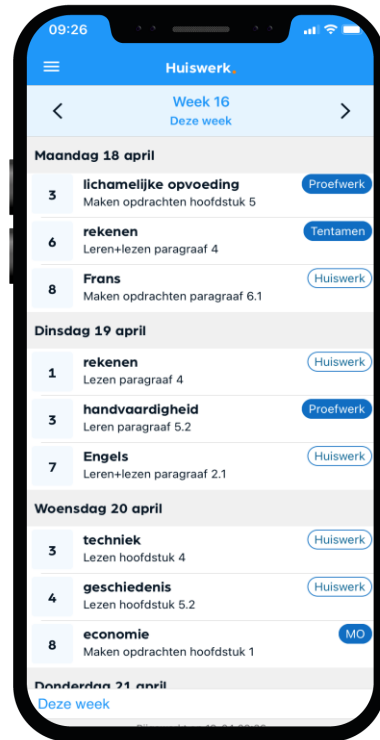 09:26
Huiswerk.
Week 16
Deze week
Maandag 18 april
3
lichamelijke opvoeding
Proefwerk
Maken opdrachten hoofdstuk 5
6
rekenen
Tentamen
Leren+lezen paragraaf 4
8
Frans
Huiswerk
Maken opdrachten paragraaf 6.1
Dinsdag 19 april
1
rekenen
Huiswerk
Lezen paragraaf 4
3
handvaardigheid
Proefwerk
Leren paragraaf 5.2
7
Engels
Huiswerk
Leren+lezen paragraaf 2.1
Woensdag 20 april
3
techniek
Huiswerk
Lezen hoofdstuk 4
4
geschiedenis
Huiswerk
Lezen hoofdstuk 5.2
8
economie
MO
Maken opdrachten hoofdstuk 1
Donderdag 21 april
Deze week